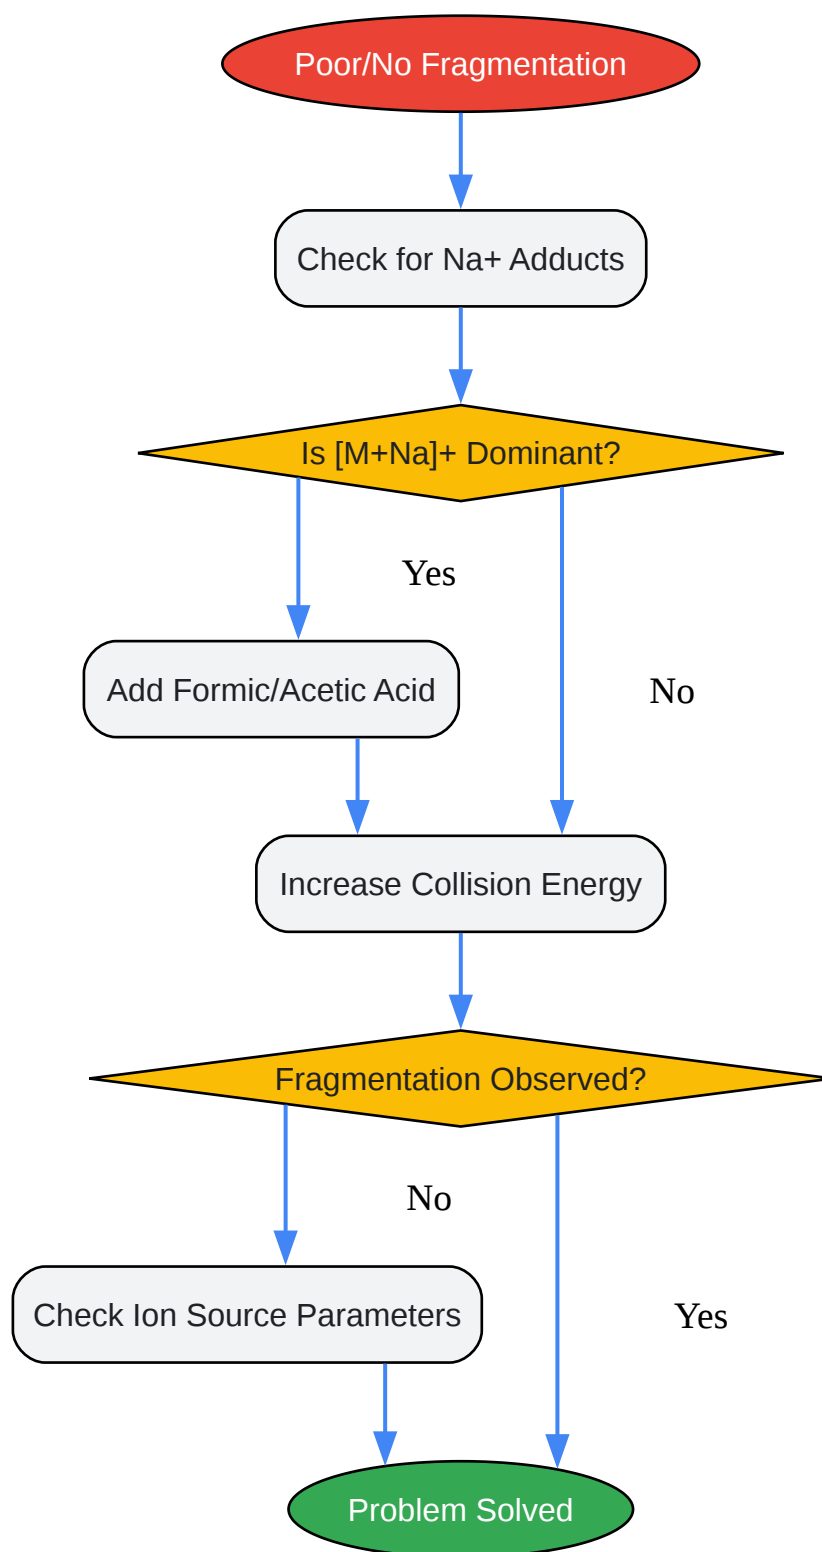 Poor/No Fragmentation
Check for Na+ Adducts
Is [M+Na]+ Dominant?
Yes
Add Formic/Acetic Acid
No
Increase Collision Energy
Fragmentation Observed?
No
Check Ion Source Parameters
Yes
Problem Solved